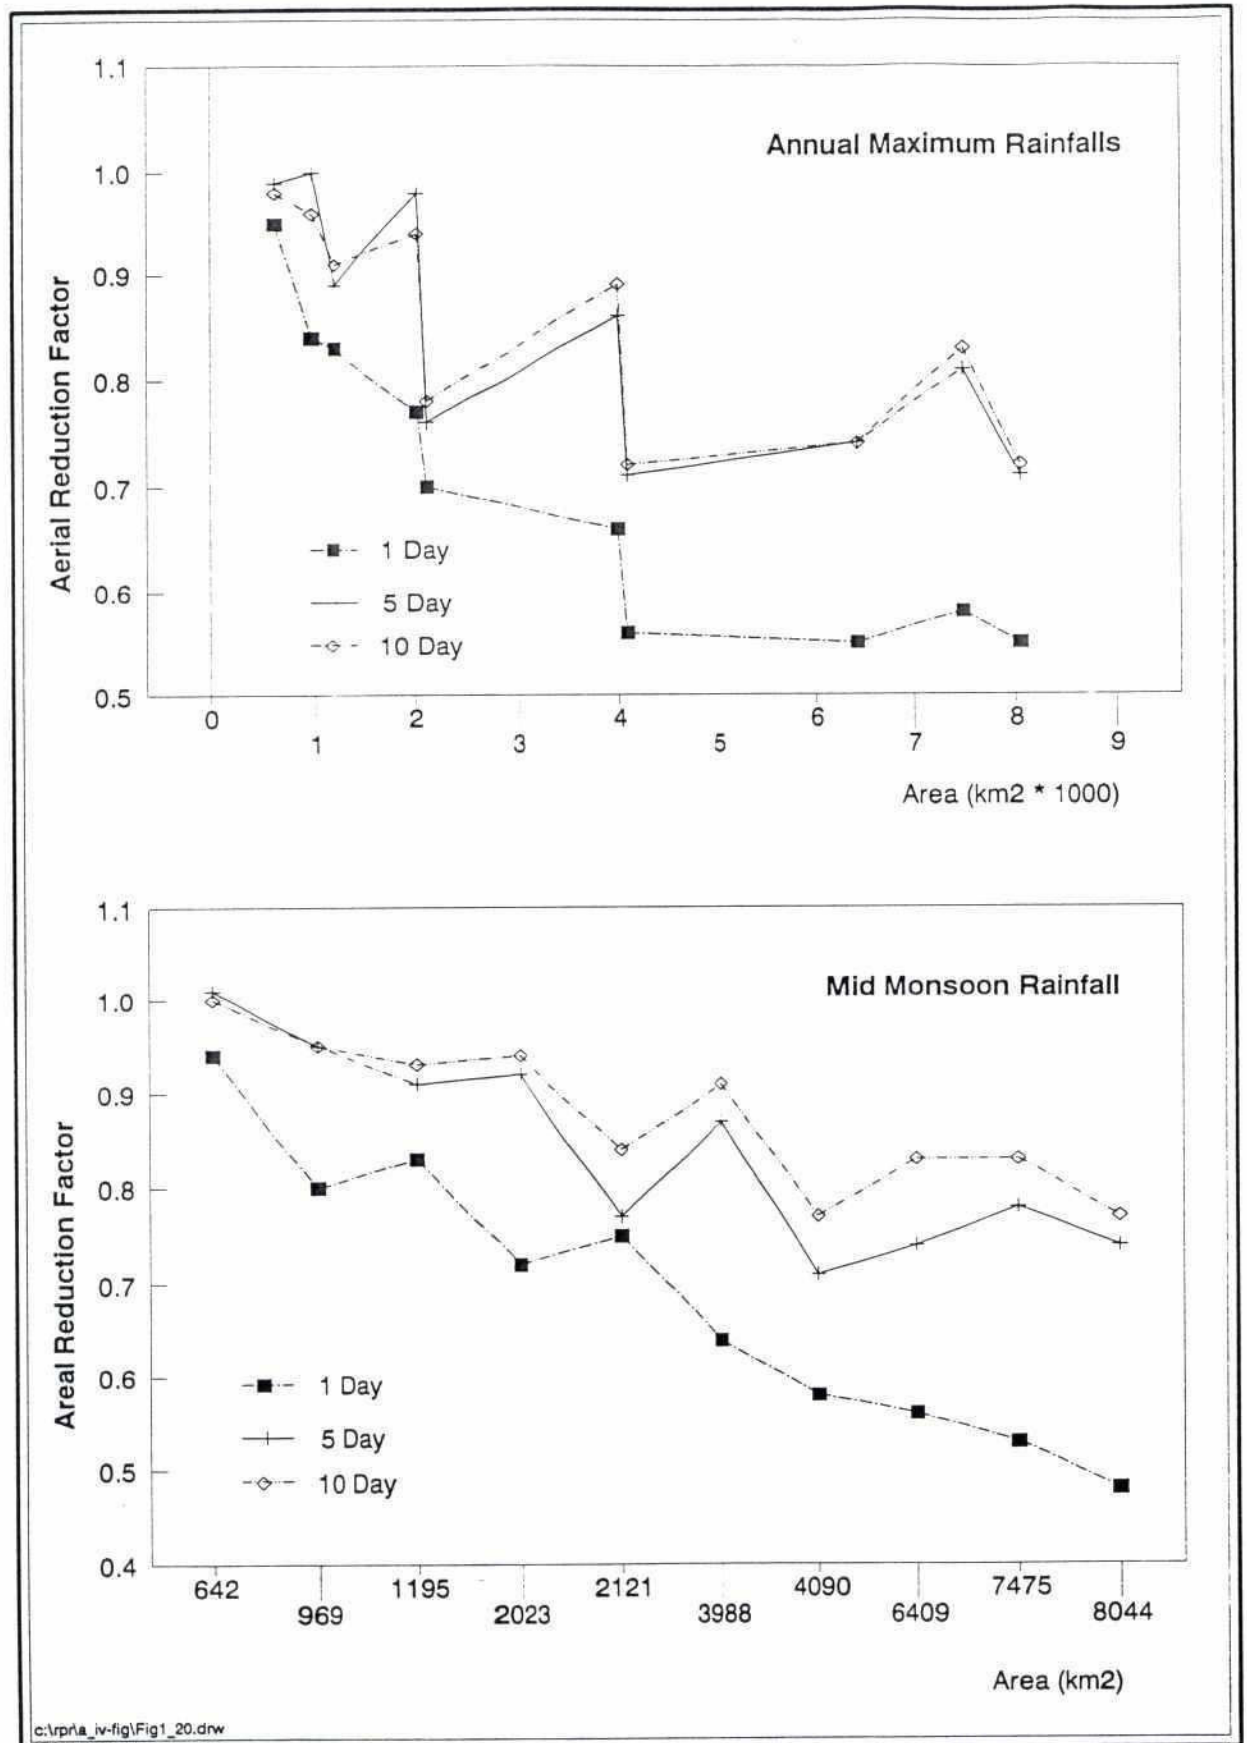 Annual Maximum Rainfalls
Aerial Reduction Factor
1.1
1.0
0.9
0.8
0.7
0.6
0.5
1 Day
5 Day
10 Day
0 1 2 3 4 5 6 7 8 9
Area (km2 * 1000)
Mid Monsoon Rainfall
Areal Reduction Factor
1.1
1.0
0.9
0.8
0.7
0.6
0.5
0.4
1 Day
5 Day
10 Day
642 969 1195 2023 2121 3988 4090 6409 7475 8044
Area (km2)
c:\rpr\a_iv-fig\Fig1_20.drw